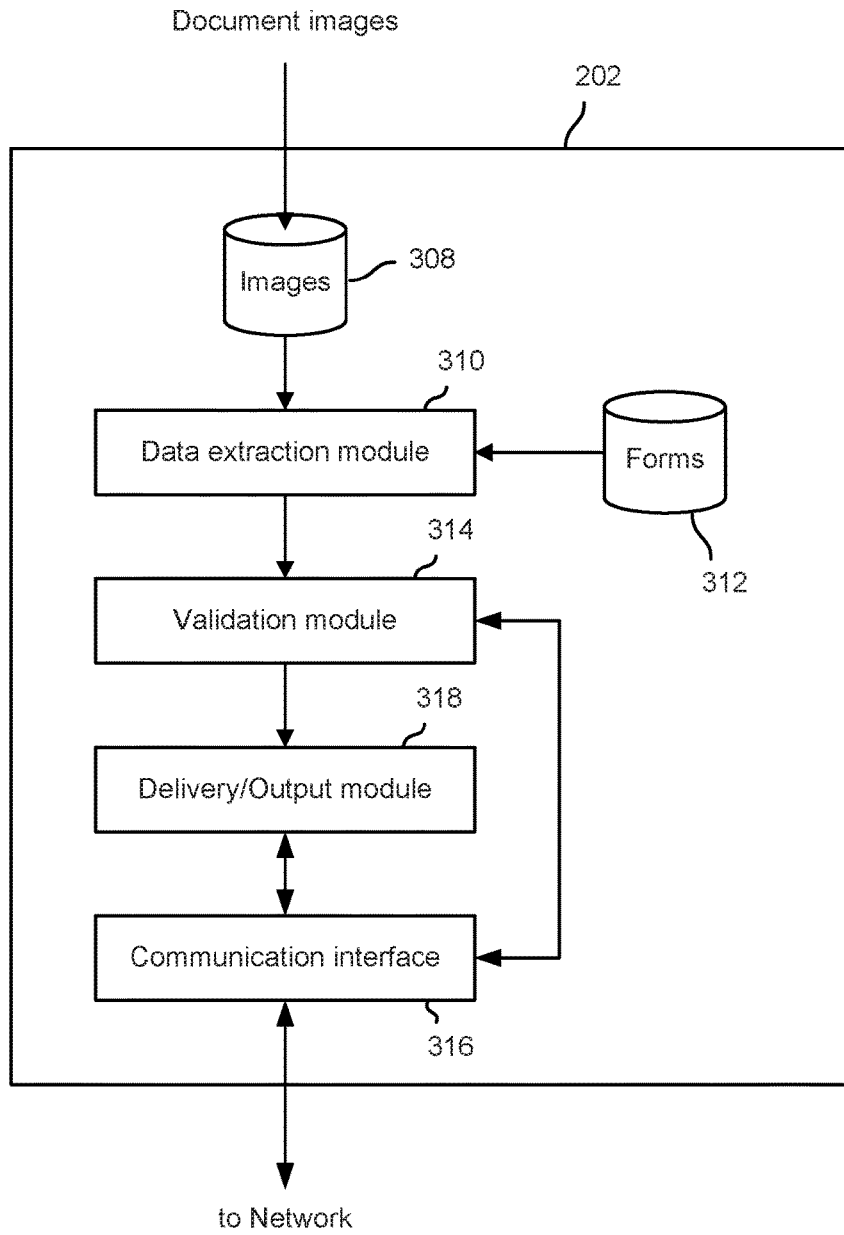 Document images
202
Images
308
310
Data extraction module
Forms
312
314
Validation module
318
Delivery/Output module
Communication interface
316
to Network